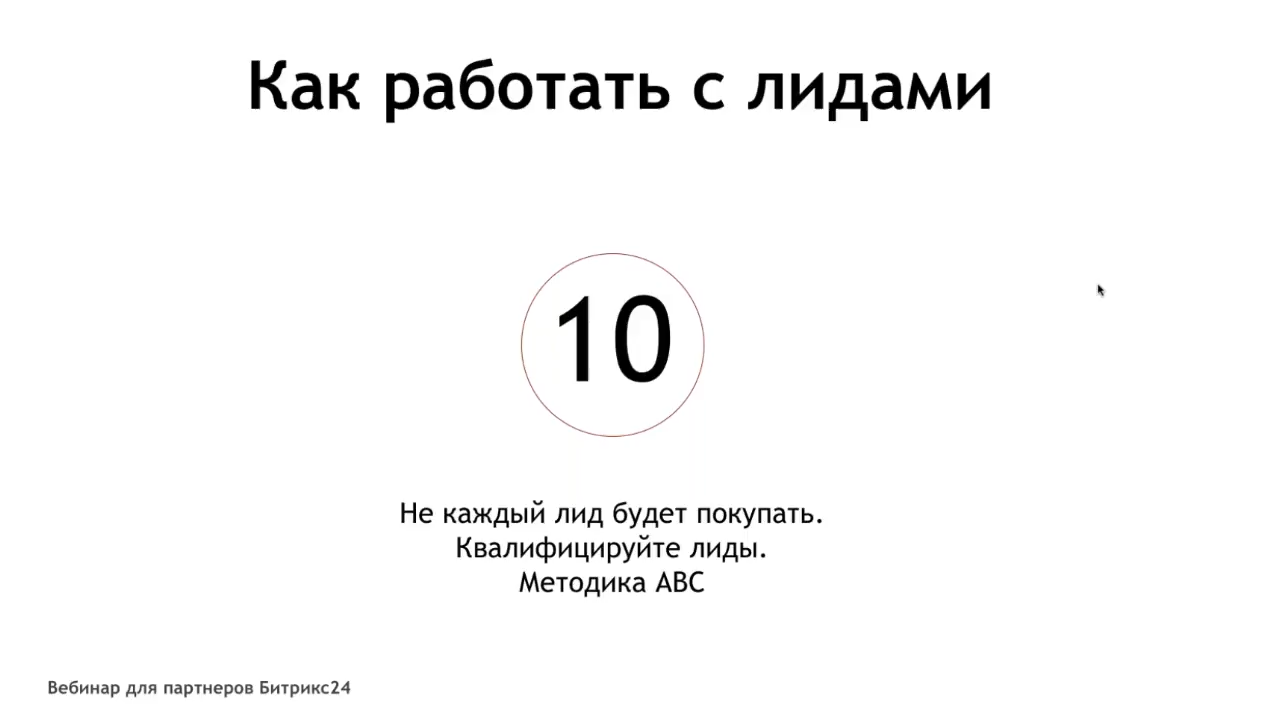 Как работать с лидами
10
Не каждый лид будет покупать.
Квалифицируйте лиды.
Методика ABC
Вебинар для партнеров Битрикс24